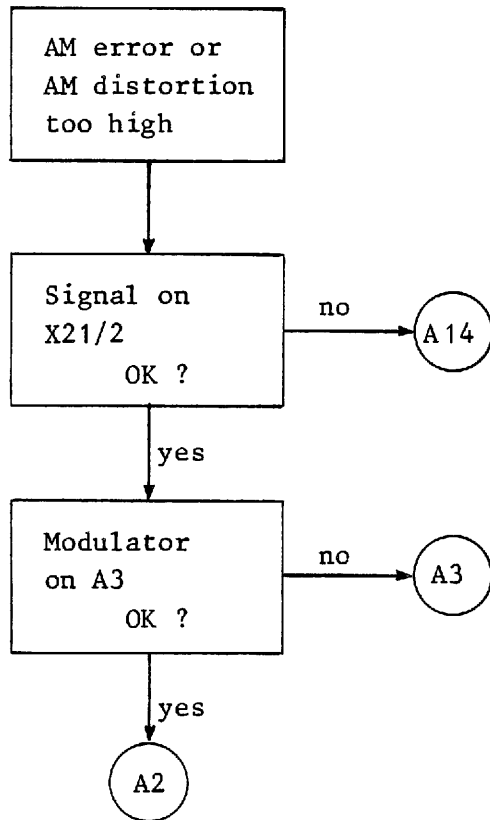 AM error or
AM distortion
too high
Signal on
X21/2
OK ?
no
A14
yes
Modulator
on A3
OK ?
no
A3
yes
A2